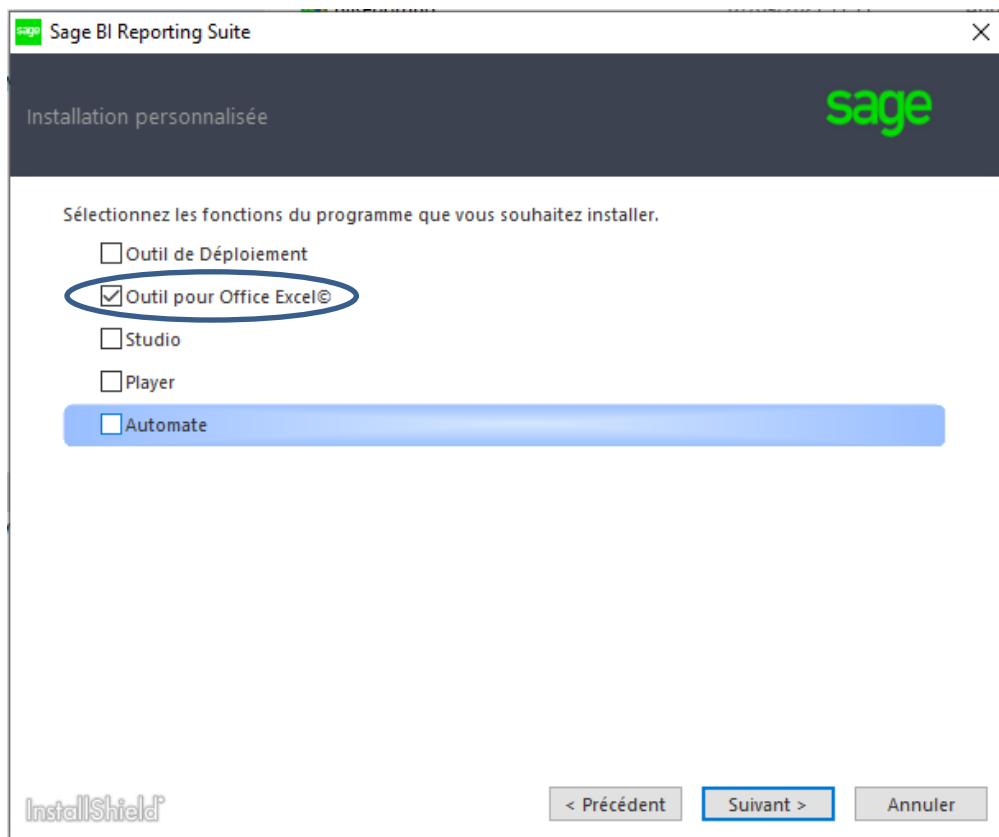 sage Sage BI Reporting Suite
Installation personnalisée
sage
Sélectionnez les fonctions du programme que vous souhaitez installer.
Outil de Déploiement
Outil pour Office Excel©
Studio
Player
Automate
InstallShield®
< Précédent
Suivant >
Annuler